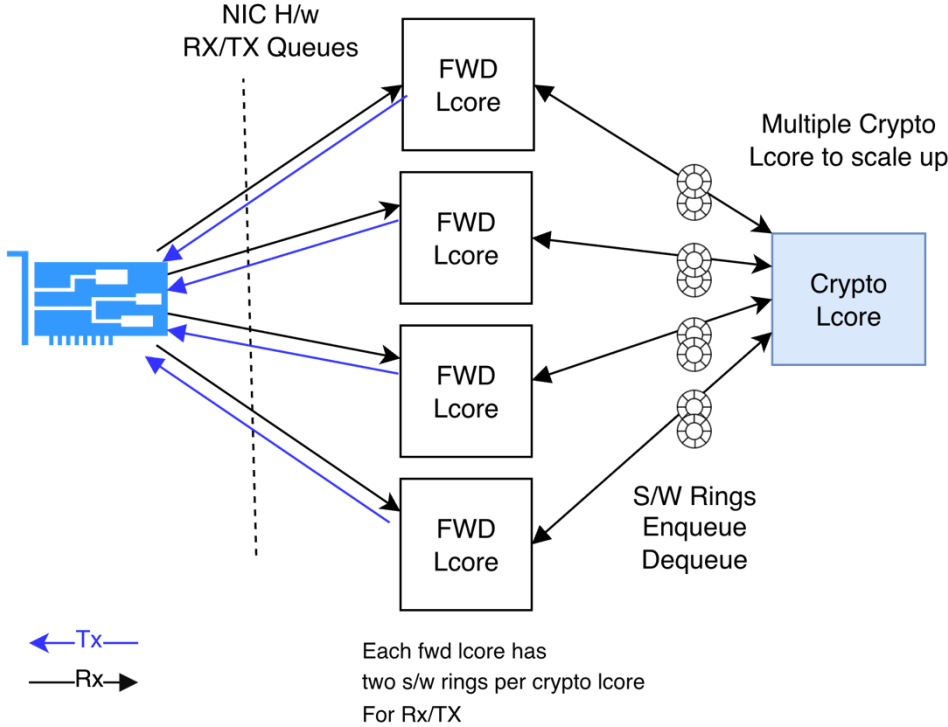 NIC H/w
RX/TX Queues
FWD
Lcore
FWD
Lcore
FWD
Lcore
FWD
Lcore
Multiple Crypto
Lcore to scale up
Crypto
Lcore
S/W Rings
Enqueue
Dequeue
Tx
Rx
Each fwd lcore has
two s/w rings per crypto lcore
For Rx/TX